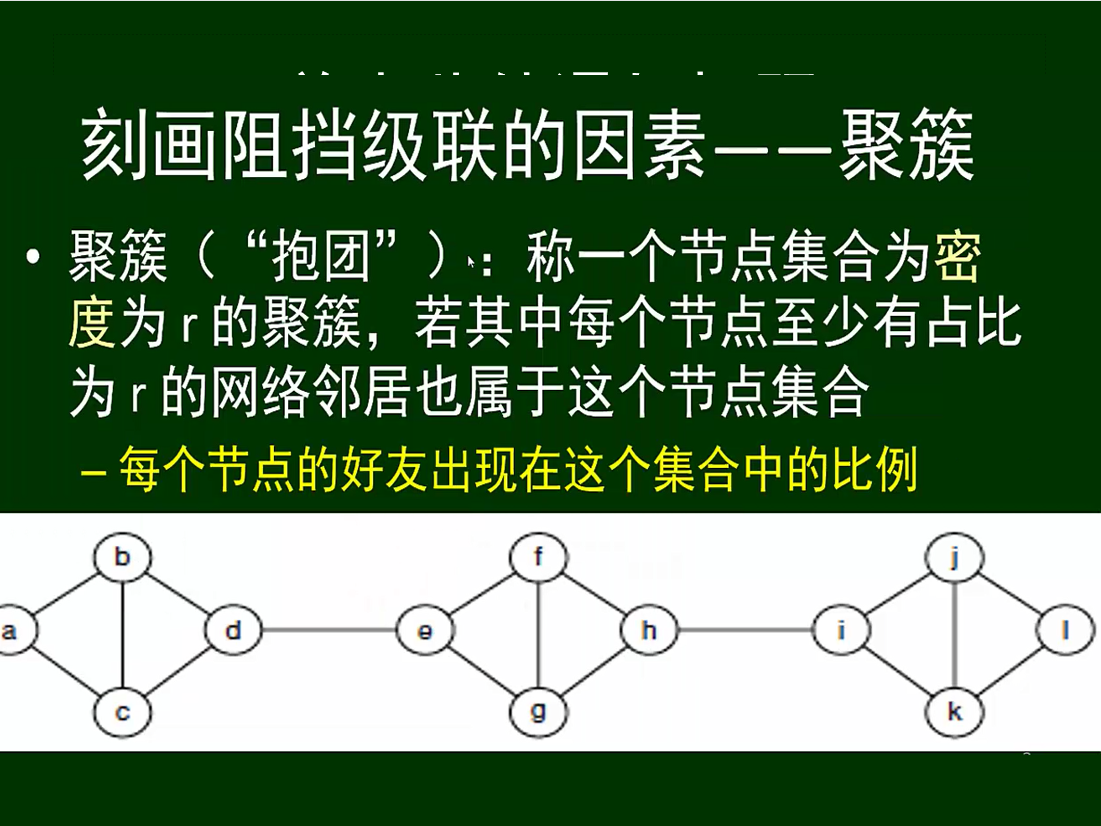 刻画阻挡级联的因素——聚簇
• 聚簇（“抱团”）：称一个节点集合为密
度为 r 的聚簇，若其中每个节点至少有占比
为 r 的网络邻居也属于这个节点集合
– 每个节点的好友出现在这个集合中的比例
b f j
a d e h i l
c g k